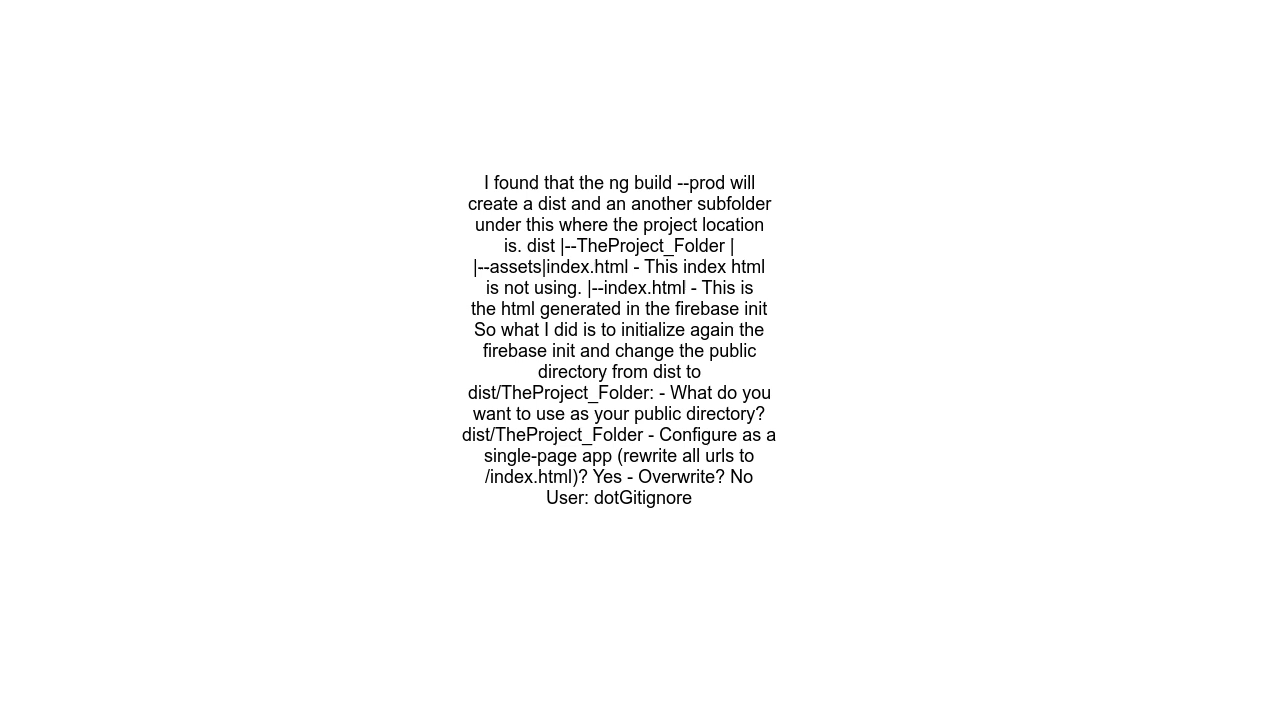 I found that the ng build --prod will
create a dist and an another subfolder
under this where the project location
is. dist |--TheProject_Folder |
|--assets|index.html - This index html
is not using. |--index.html - This is
the html generated in the firebase init
So what I did is to initialize again the
firebase init and change the public
directory from dist to
dist/TheProject_Folder: - What do you
want to use as your public directory?
dist/TheProject_Folder - Configure as a
single-page app (rewrite all urls to
/index.html)? Yes - Overwrite? No
User: dotGitignore